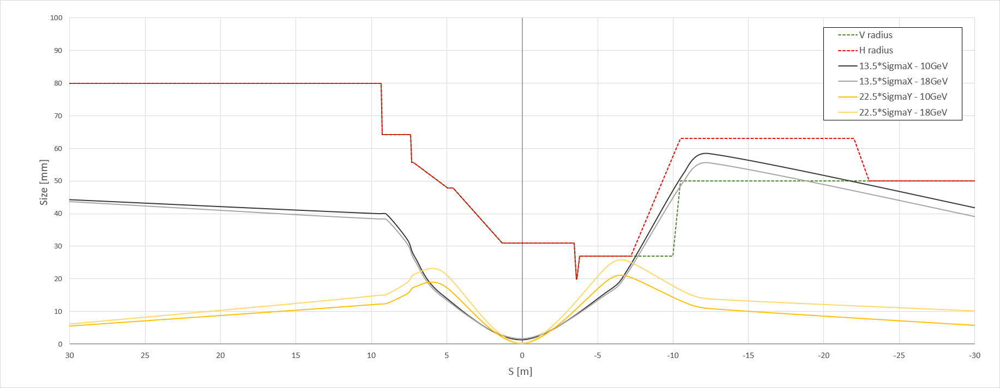 100
90
80
70
60
50
40
30
20
10
0
Size [mm]
30 25 20 15 10 5 0 -5 -10 -15 -20 -25 -30
S [m]
V radius
H radius
13.5*SigmaX - 10GeV
13.5*SigmaX - 18GeV
22.5*SigmaY - 10GeV
22.5*SigmaY - 18GeV